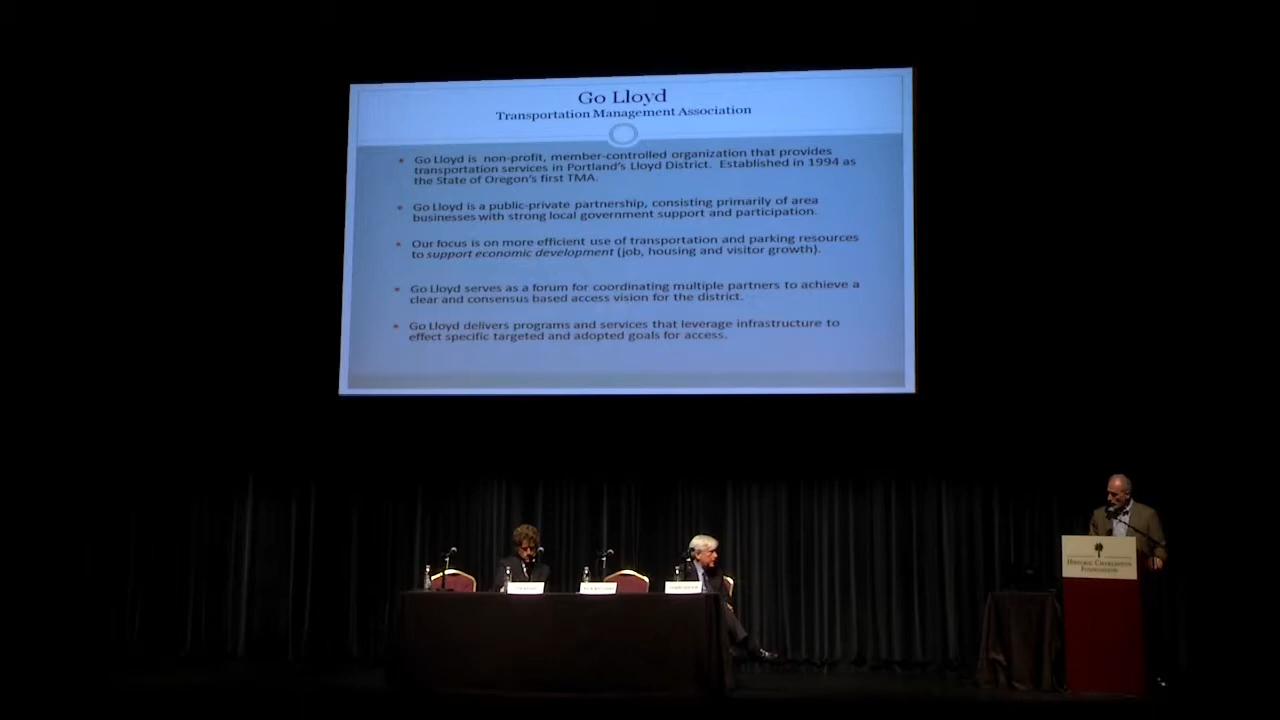 Go Lloyd
Transportation Management Association
Go Lloyd is non-profit, member-controlled organization that provides
transportation services in Portland's Lloyd District. Established in 1994 as
the State of Oregon's first TMA.
Go Lloyd is a public-private partnership, consisting primarily of area
businesses with strong local government support and participation.
Our focus is on more efficient use of transportation and parking resources
to support economic development (job, housing and visitor growth).
Go Lloyd serves as a forum for coordinating multiple partners to achieve a
clear and consensus based access vision for the district.
Go Lloyd delivers programs and services that leverage infrastructure to
effect specific targeted and adopted goals for access.
Historic Charleston
Foundation